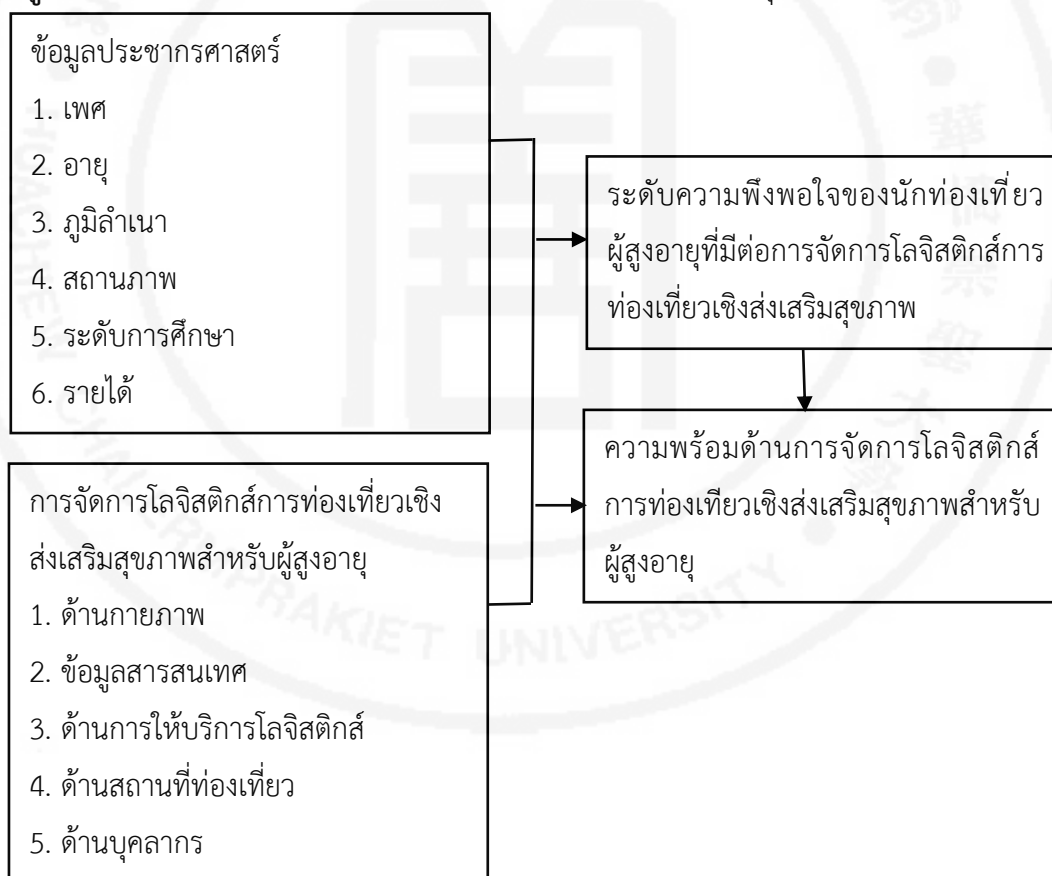 ข้อมูลประชากรศาสตร์
1. เพศ
2. อายุ
3. ภูมิลำเนา
4. สถานภาพ
5. ระดับการศึกษา
6. รายได้
ระดับความพึงพอใจของนักท่องเที่ยว
ผู้สูงอายุที่มีต่อการจัดการโลจิสติกส์การ
ท่องเที่ยวเชิงส่งเสริมสุขภาพ
ความพร้อมด้านการจัดการโลจิสติกส์
การท่องเทียวเชิงส่งเสริมสุขภาพสำหรับ
ผู้สูงอายุ
การจัดการโลจิสติกส์การท่องเที่ยวเชิง
ส่งเสริมสุขภาพสำหรับผู้สูงอายุ
1. ด้านกายภาพ
2. ข้อมูลสารสนเทศ
3. ด้านการให้บริการโลจิสติกส์
4. ด้านสถานที่ท่องเที่ยว
5. ด้านบุคลากร
UNIVERSITY